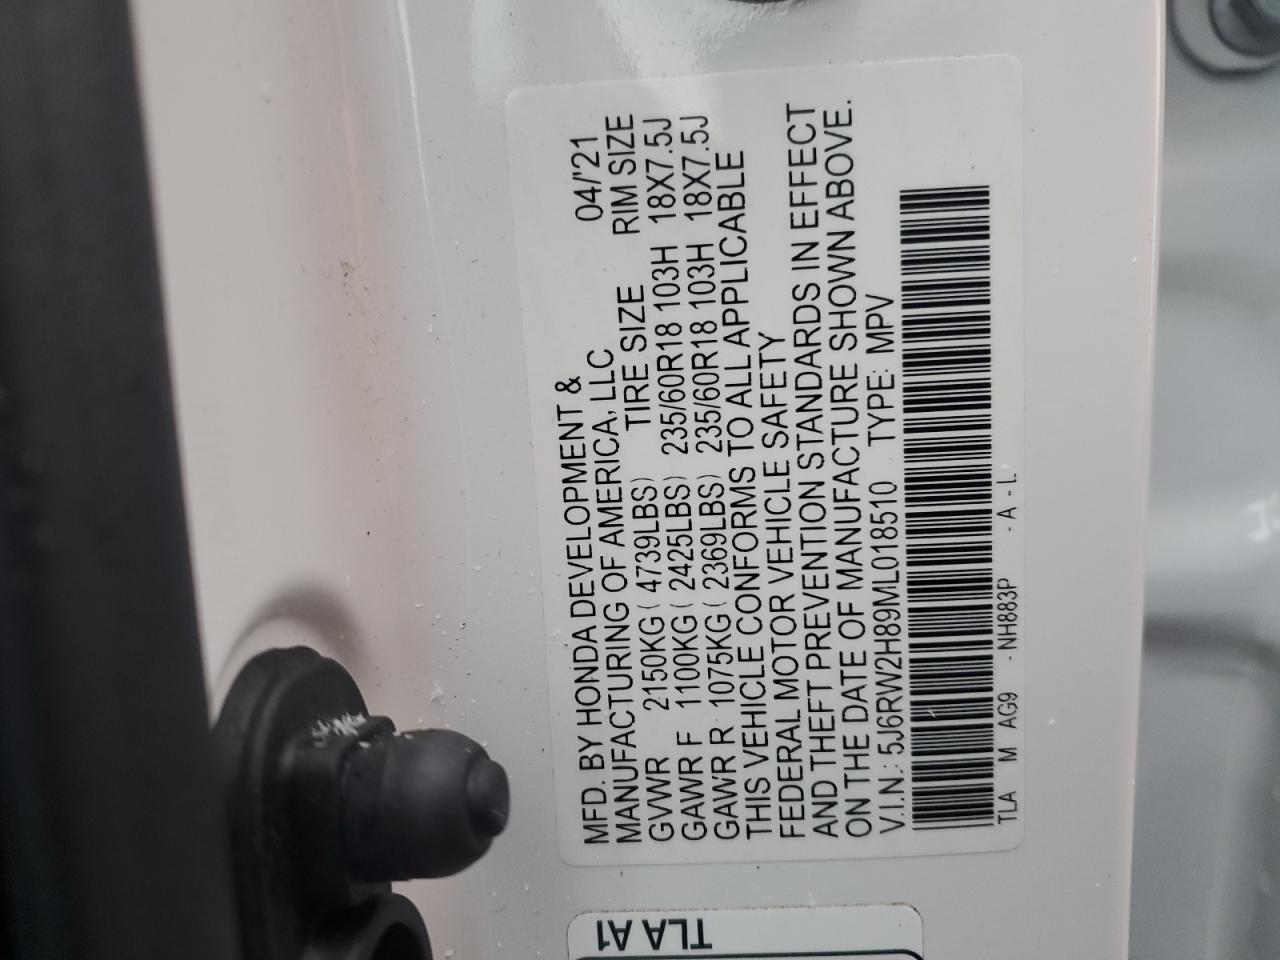 MFD. BY HONDA DEVELOPMENT &
MANUFACTURING OF AMERICA, LLC 04/'21
TIRE SIZE RIM SIZE
GVWR 2150KG ( 4739LBS)
GAWR F 1100KG ( 2425LBS) 235/60R18 103H 18X7.5J
GAWR R 1075KG ( 2369LBS) 235/60R18 103H 18X7.5J
THIS VEHICLE CONFORMS TO ALL APPLICABLE
FEDERAL MOTOR VEHICLE SAFETY
AND THEFT PREVENTION STANDARDS IN EFFECT
ON THE DATE OF MANUFACTURE SHOWN ABOVE.
V.I.N.: 5J6RW2H89ML018510 TYPE: MPV
TLA M AG9 - NH883P - A - L
TLA A1